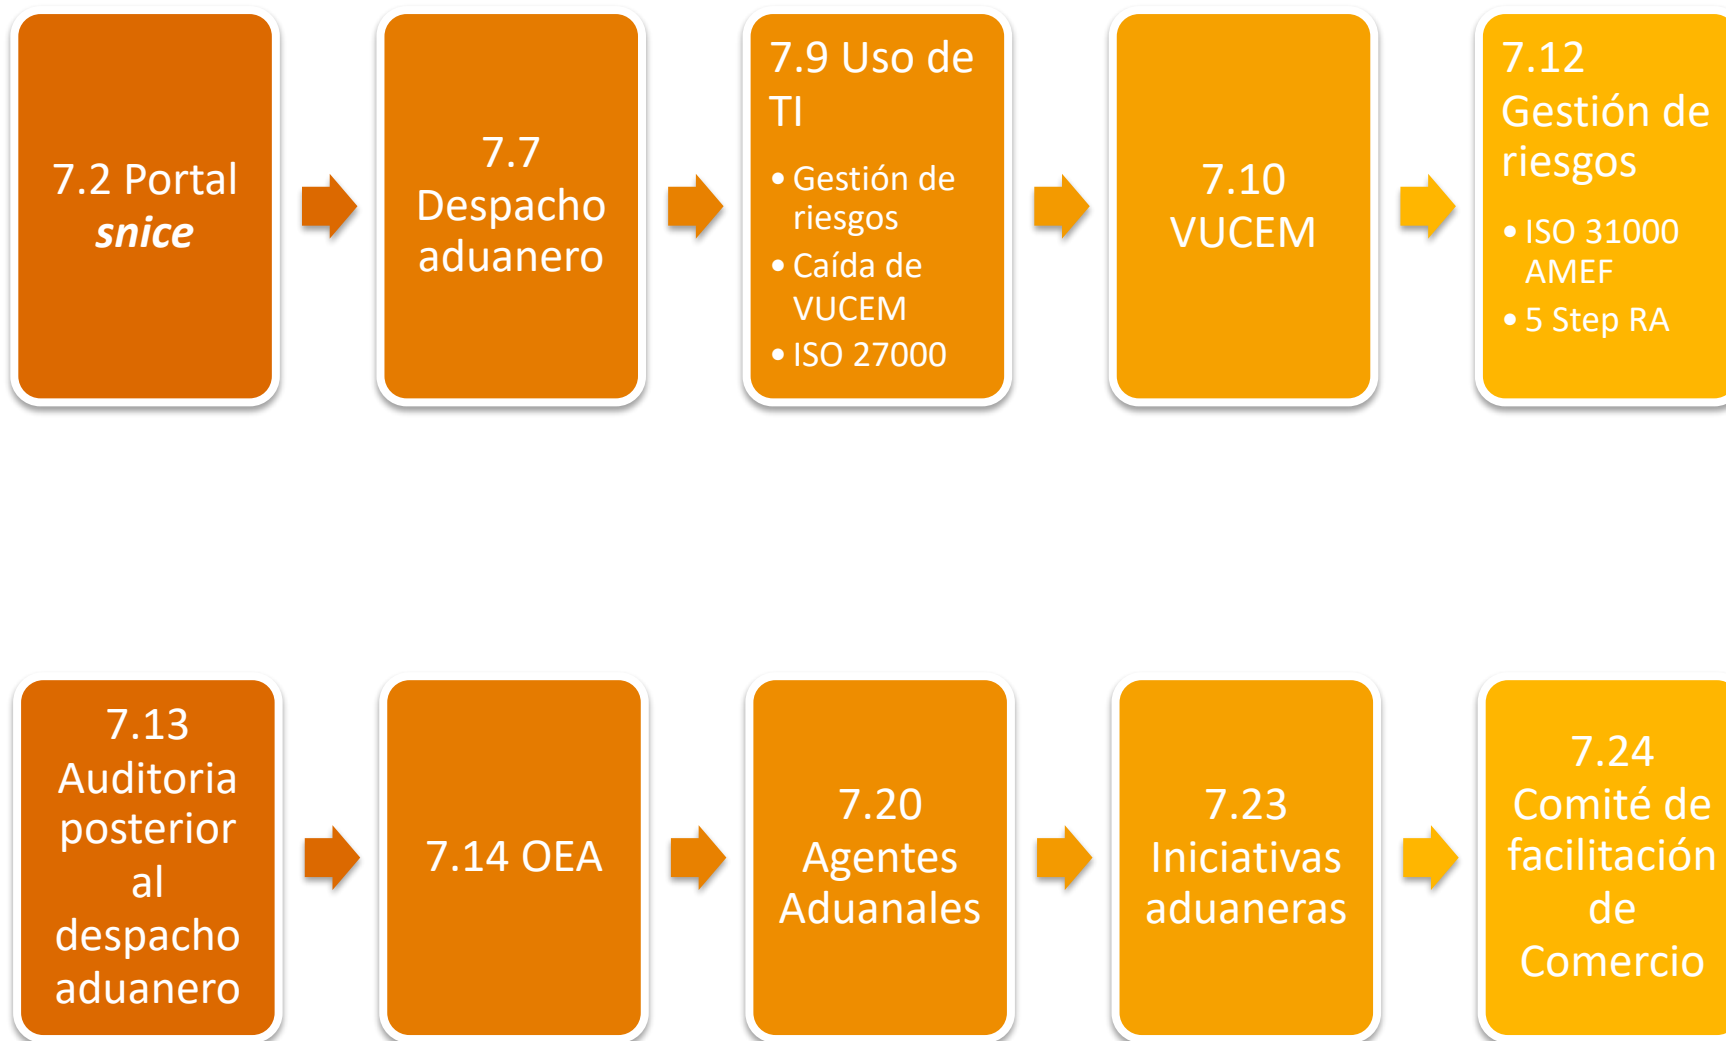 7.2 Portal
snice
7.7
Despacho
aduanero
7.9 Uso de
TI
• Gestión de
riesgos
• Caída de
VUCEM
• ISO 27000
7.10
VUCEM
7.12
Gestión de
riesgos
• ISO 31000
AMEF
• 5 Step RA
7.13
Auditoria
posterior
al
despacho
aduanero
7.14 OEA
7.20
Agentes
Aduanales
7.23
Iniciativas
aduaneras
7.24
Comité de
facilitación
de
Comercio